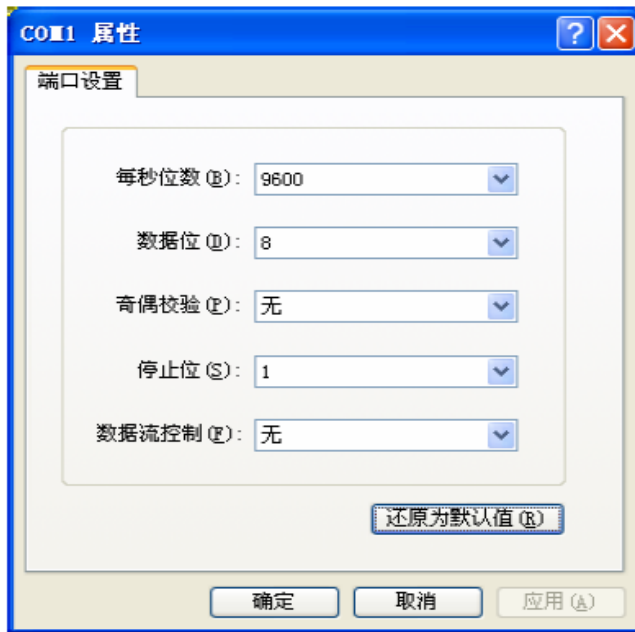 COM1 属性
端口设置
每秒位数(B): 9600
数据位(D): 8
奇偶校验(P): 无
停止位(S): 1
数据流控制(F): 无
还原为默认值(R)
确定 取消 应用(A)